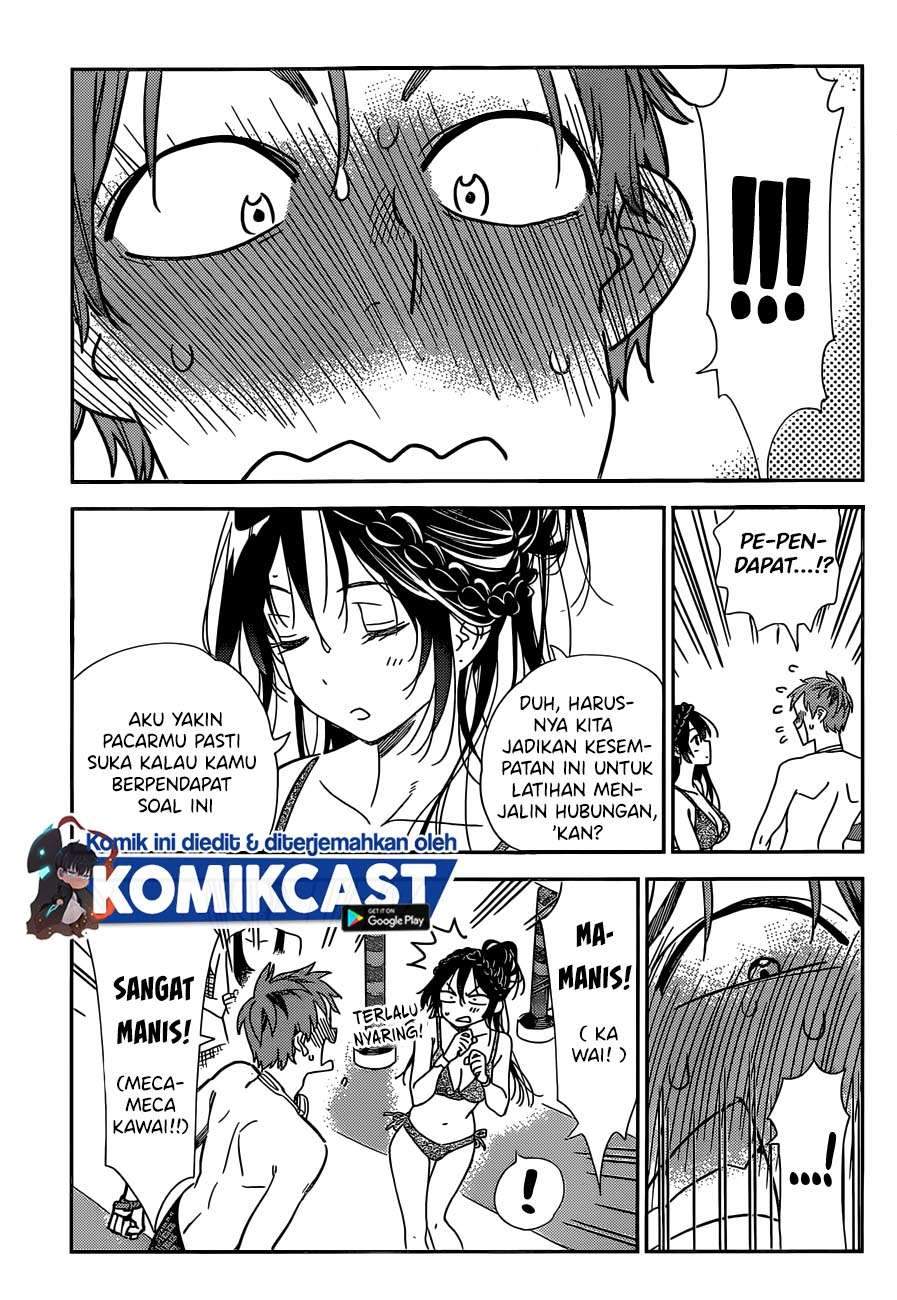 !!!
PE-PEN-
DAPAT...!?
DUH, HARUS-
NYA KITA
JADIKAN KESEM-
PATAN INI UNTUK
LATIHAN MEN-
JALIN HUBUNGAN,
'KAN?
AKU YAKIN
PACARMU PASTI
SUKA KALAU KAMU
BERPENDAPAT
SOAL INI
Komik ini diedit & diterjemahkan oleh
KOMIKCAST
GET IT ON
Google Play
....!
MA-
MANIS!
( KA
WAI! )
!
TERLALU
NYARING!
SANGAT
MANIS!
(MECA-
MECA
KAWAI!!)